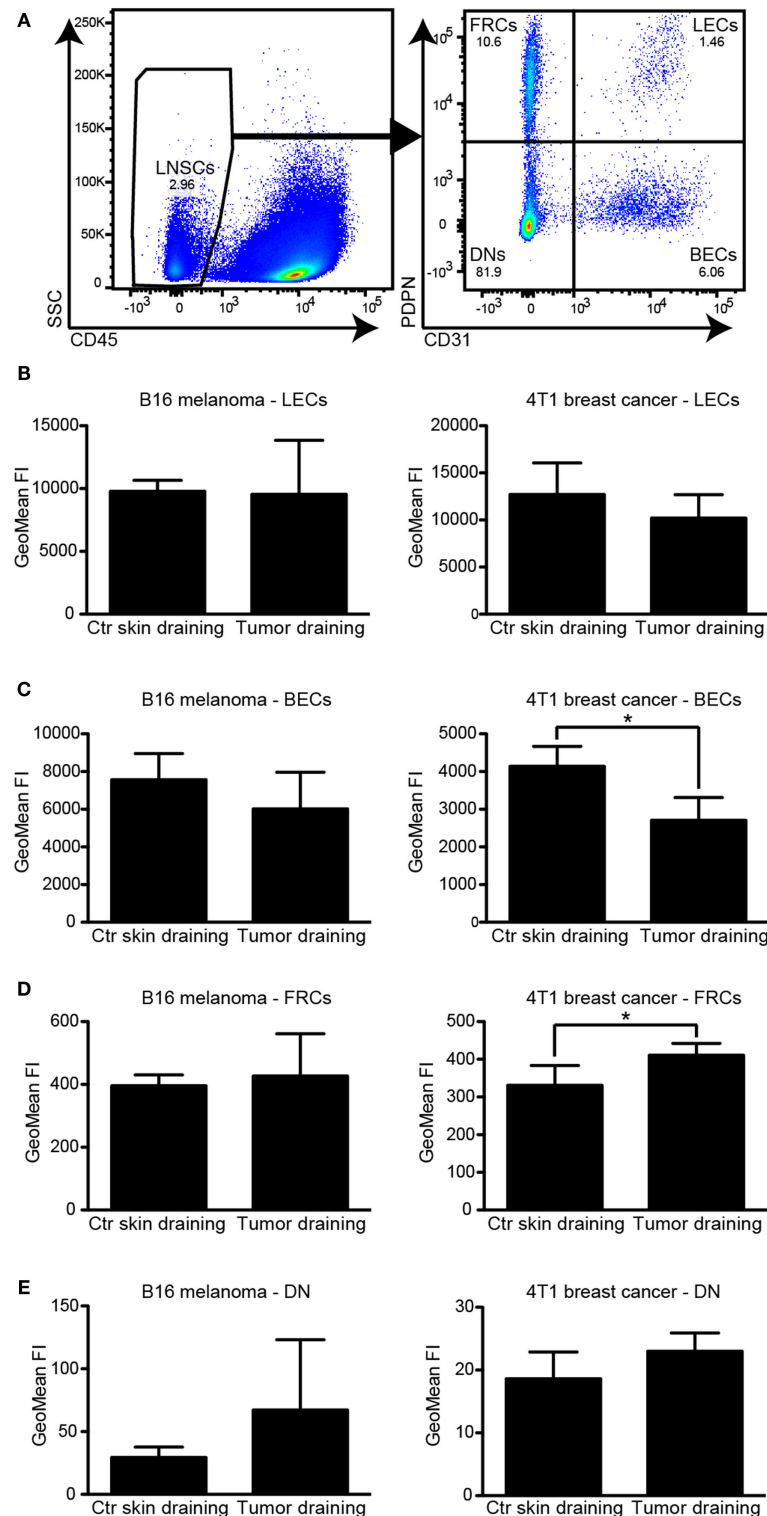 A
250K
200K
150K
100K
50K
0
LNSCs
2.96
-10³ 0 10³ 10⁴ 10⁵
SSC
CD45
10⁵
10⁴
10³
0
-10³
FRCs
10.6
LECs
1.46
DNs
81.9
BECs
6.06
-10³ 0 10³ 10⁴ 10⁵
PDPN
CD31
B
B16 melanoma - LECs
GeoMean FI
15000
10000
5000
0
Ctr skin draining Tumor draining
4T1 breast cancer - LECs
GeoMean FI
20000
15000
10000
5000
0
Ctr skin draining Tumor draining
C
B16 melanoma - BECs
GeoMean FI
10000
8000
6000
4000
2000
0
Ctr skin draining Tumor draining
4T1 breast cancer - BECs
GeoMean FI
5000
4000
3000
2000
1000
0
*
Ctr skin draining Tumor draining
D
B16 melanoma - FRCs
GeoMean FI
600
400
200
0
Ctr skin draining Tumor draining
4T1 breast cancer - FRCs
GeoMean FI
500
400
300
200
100
0
*
Ctr skin draining Tumor draining
E
B16 melanoma - DN
GeoMean FI
150
100
50
0
Ctr skin draining Tumor draining
4T1 breast cancer - DN
GeoMean FI
30
20
10
0
Ctr skin draining Tumor draining